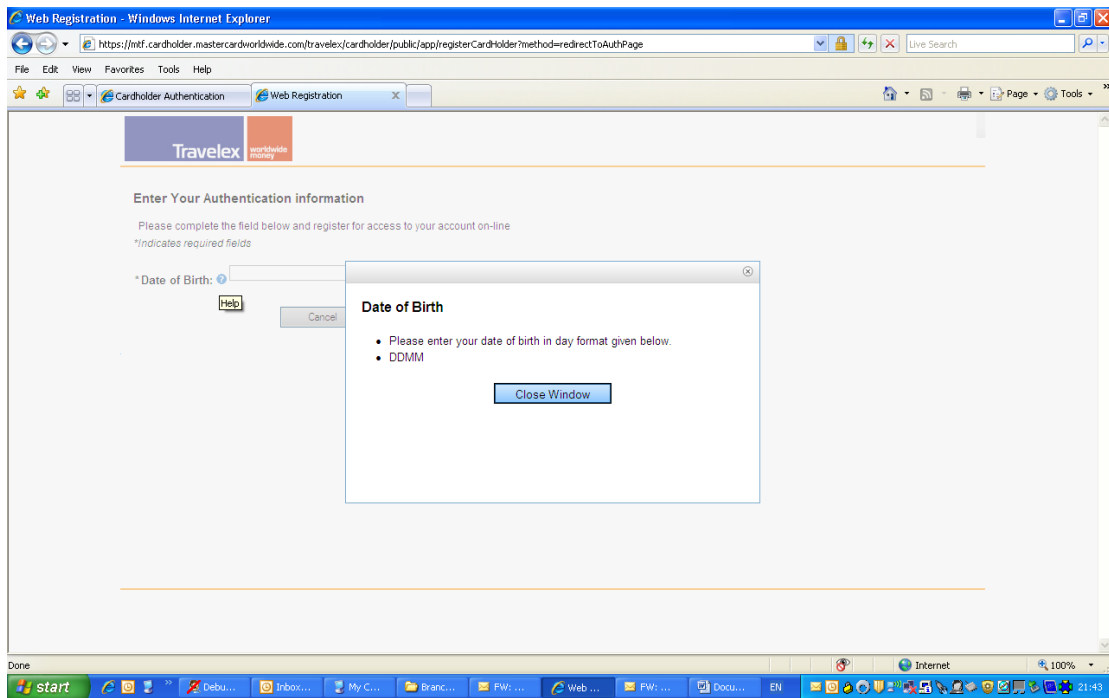 Web Registration - Windows Internet Explorer
https://mtf.cardholder.mastercardworldwide.com/travelex/cardholder/public/app/registerCardHolder?method=redirectToAuthPage
Live Search
File Edit View Favorites Tools Help
Cardholder Authentication
Web Registration
Page
Tools
Travelex worldwide money
Enter Your Authentication information
Please complete the field below and register for access to your account on-line
*Indicates required fields
*Date of Birth:
Help
Cancel
Date of Birth
• Please enter your date of birth in day format given below.
• DDMM
Close Window
Done
Internet
100%
start
Debu...
Inbox...
My C...
Branc...
FW: ...
Web ...
FW: ...
Docu...
EN
21:43